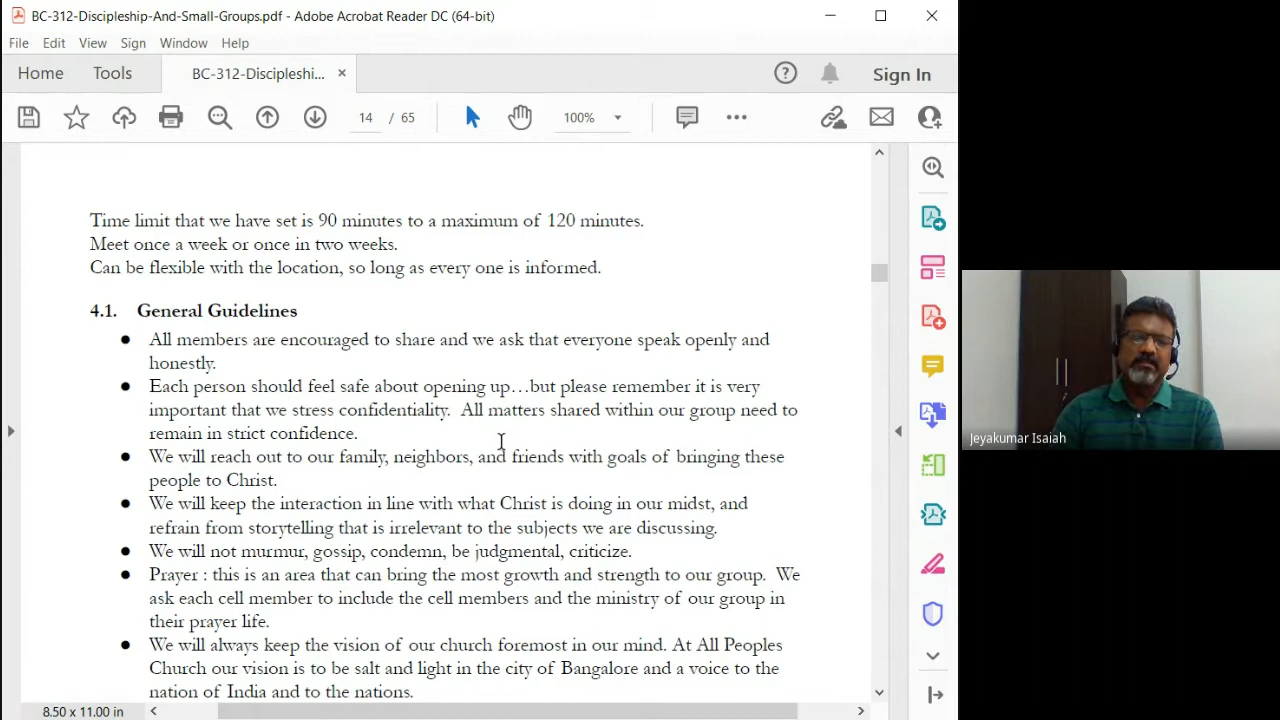 BC-312-Discipleship-And-Small-Groups.pdf - Adobe Acrobat Reader DC (64-bit)
File Edit View Sign Window Help
Home Tools BC-312-Discipleshi... × Sign In
14 / 65 100%
Time limit that we have set is 90 minutes to a maximum of 120 minutes.
Meet once a week or once in two weeks.
Can be flexible with the location, so long as every one is informed.
4.1. General Guidelines
● All members are encouraged to share and we ask that everyone speak openly and
honestly.
● Each person should feel safe about opening up…but please remember it is very
important that we stress confidentiality. All matters shared within our group need to
remain in strict confidence.
● We will reach out to our family, neighbors, and friends with goals of bringing these
people to Christ.
● We will keep the interaction in line with what Christ is doing in our midst, and
refrain from storytelling that is irrelevant to the subjects we are discussing.
● We will not murmur, gossip, condemn, be judgmental, criticize.
● Prayer : this is an area that can bring the most growth and strength to our group. We
ask each cell member to include the cell members and the ministry of our group in
their prayer life.
● We will always keep the vision of our church foremost in our mind. At All Peoples
Church our vision is to be salt and light in the city of Bangalore and a voice to the
nation of India and to the nations.
8.50 x 11.00 in
Jeyakumar Isaiah